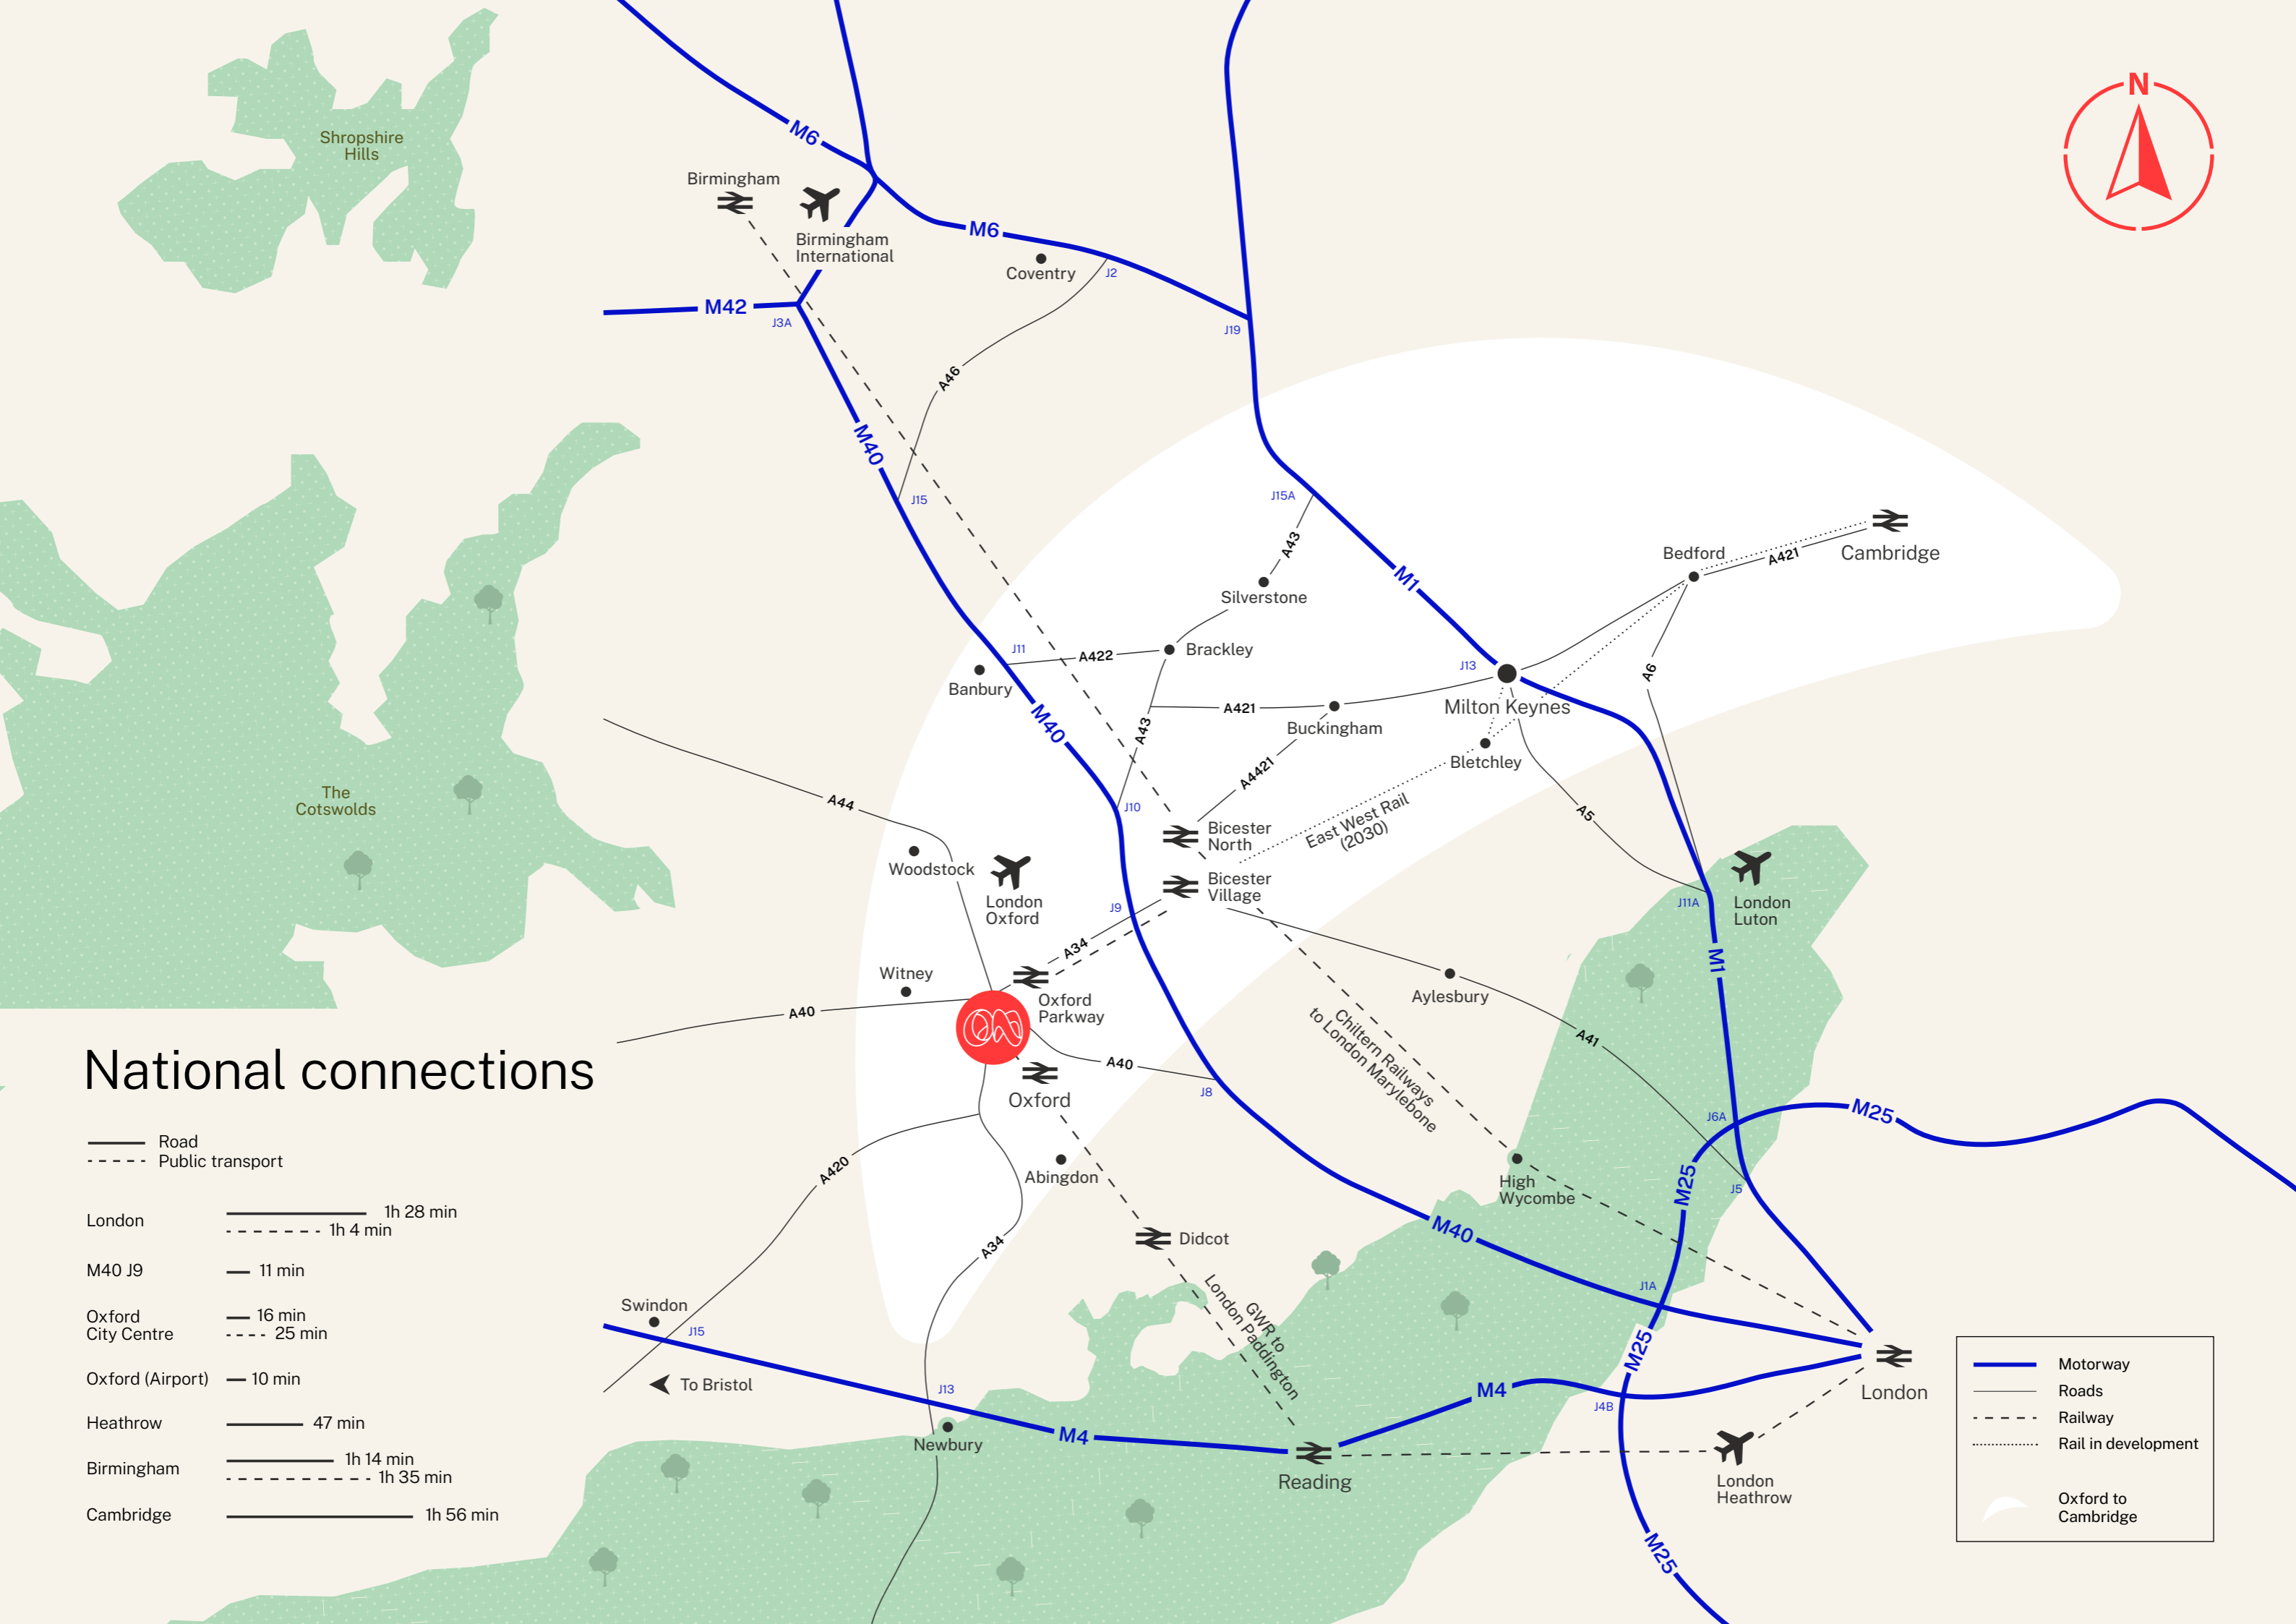 N
Shropshire
Hills
M6
Birmingham
Birmingham
International
M6
Coventry
J2
M42
J3A
J19
A46
M40
J15
J15A
A43
Silverstone
M1
Bedford
A421
Cambridge
J11
A422
Brackley
Banbury
J13
A6
M40
A43
A421
Buckingham
Milton Keynes
Bletchley
A4421
The
Cotswolds
A44
J10
A5
East West Rail
(2030)
Bicester
North
Woodstock
Bicester
Village
London
Oxford
J9
J11A
London
Luton
A34
M1
Witney
Aylesbury
A40
Oxford
Parkway
Chiltern Railways
to London Marylebone
A41
A40
J8
Oxford
J6A
M25
National connections
Road
Public transport
A420
Abingdon
High
Wycombe
M25
J5
London
1h 28 min
1h 4 min
M40
A34
Didcot
M40 J9
11 min
J1A
Oxford
City Centre
16 min
25 min
Swindon
J15
GWR to
London Paddington
M25
Oxford (Airport)
10 min
To Bristol
J13
M4
J4B
London
Heathrow
47 min
M4
Newbury
Birmingham
1h 14 min
1h 35 min
Reading
London
Heathrow
Cambridge
1h 56 min
M25
Motorway
Roads
Railway
Rail in development
Oxford to
Cambridge